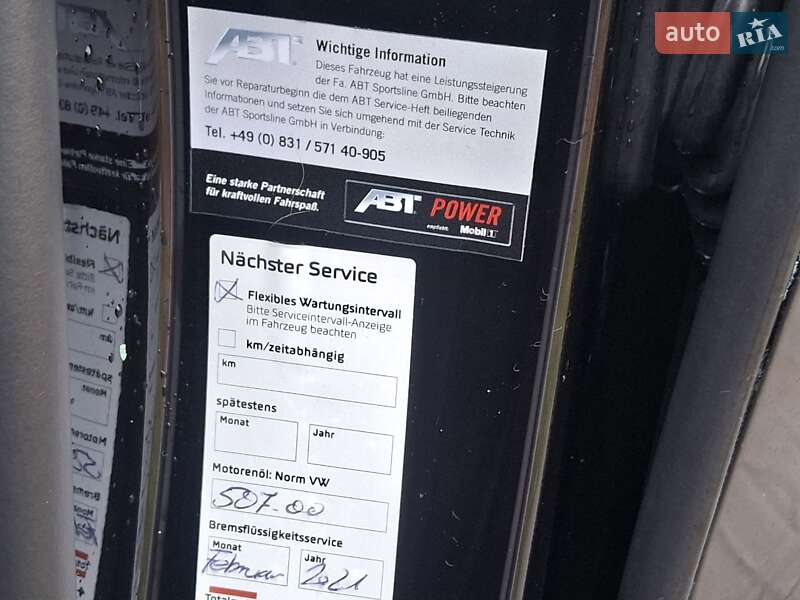 auto RIA.com
ABT
Wichtige Information
Dieses Fahrzeug hat eine Leistungssteigerung
der Fa. ABT Sportsline GmbH. Bitte beachten
Sie vor Reparaturbeginn die dem ABT Service-Heft beiliegenden
Informationen und setzen Sie sich umgehend mit der Service Technik
der ABT Sportsline GmbH in Verbindung:
Tel. +49 (0) 831 / 571 40-905
Eine starke Partnerschaft
für kraftvollen Fahrspaß.
ABT POWER
empfiehlt: Mobil 1
Nächster Service
Flexibles Wartungsintervall
Bitte Serviceintervall-Anzeige
im Fahrzeug beachten
km/zeitabhängig
km
spätestens
Monat
Jahr
Motorenöl: Norm VW
507.00
Bremsflüssigkeitsservice
Monat
Jahr
Februar 2021